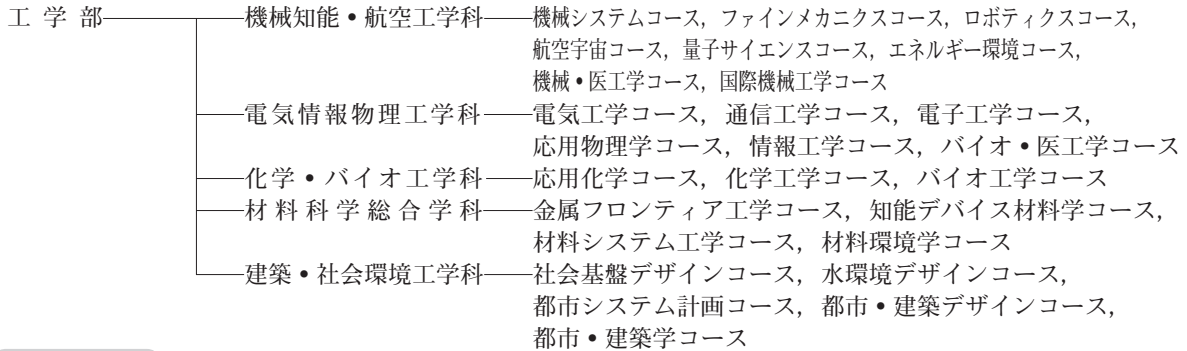 工学部 機械知能・航空工学科 機械システムコース，ファインメカニクスコース，ロボティクスコース，
航空宇宙コース，量子サイエンスコース，エネルギー環境コース，
機械・医工学コース，国際機械工学コース
電気情報物理工学科 電気工学コース，通信工学コース，電子工学コース，
応用物理学コース，情報工学コース，バイオ・医工学コース
化学・バイオ工学科 応用化学コース，化学工学コース，バイオ工学コース
材料科学総合学科 金属フロンティア工学コース，知能デバイス材料学コース，
材料システム工学コース，材料環境学コース
建築・社会環境工学科 社会基盤デザインコース，水環境デザインコース，
都市システム計画コース，都市・建築デザインコース，
都市・建築学コース